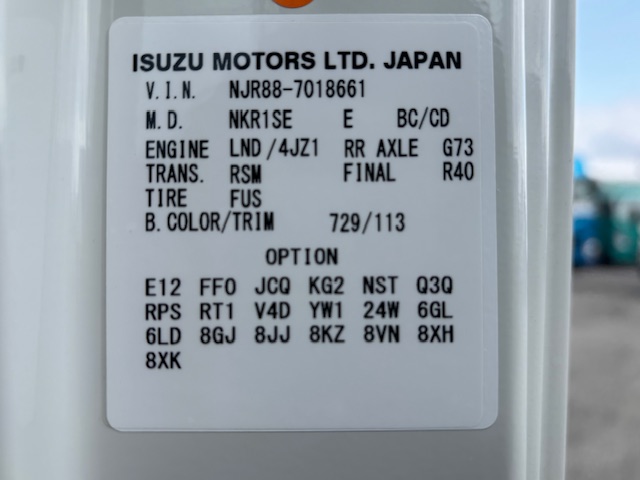 ISUZU MOTORS LTD. JAPAN
V.I.N. NJR88-7018661
M.D. NKR1SE E BC/CD
ENGINE LND/4JZ1 RR AXLE G73
TRANS. RSM FINAL R40
TIRE FUS
B.COLOR/TRIM 729/113
OPTION
E12 FF0 JCQ KG2 NST Q3Q
RPS RT1 V4D YW1 24W 6GL
6LD 8GJ 8JJ 8KZ 8VN 8XH
8XK